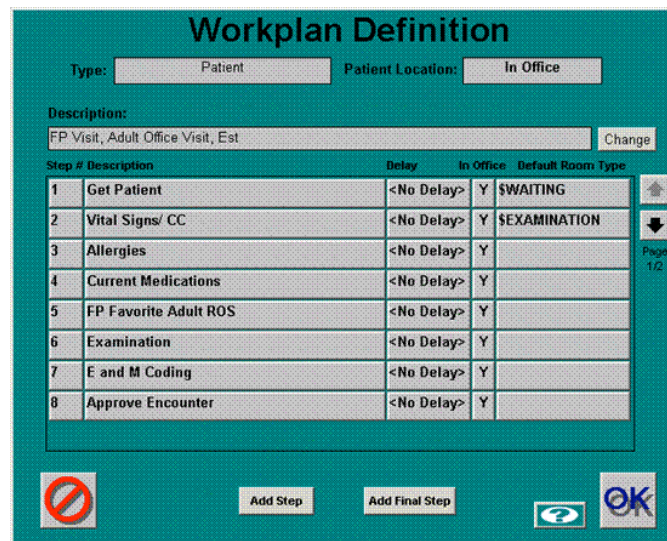 Workplan Definition
Type: Patient Patient Location: In Office
Description:
FP Visit, Adult Office Visit, Est Change
Step # Description Delay In Office Default Room Type
1 Get Patient <No Delay> Y $WAITING
2 Vital Signs/ CC <No Delay> Y $EXAMINATION
3 Allergies <No Delay> Y
Page
1/2
4 Current Medications <No Delay> Y
5 FP Favorite Adult ROS <No Delay> Y
6 Examination <No Delay> Y
7 E and M Coding <No Delay> Y
8 Approve Encounter <No Delay> Y
Add Step Add Final Step ? OK